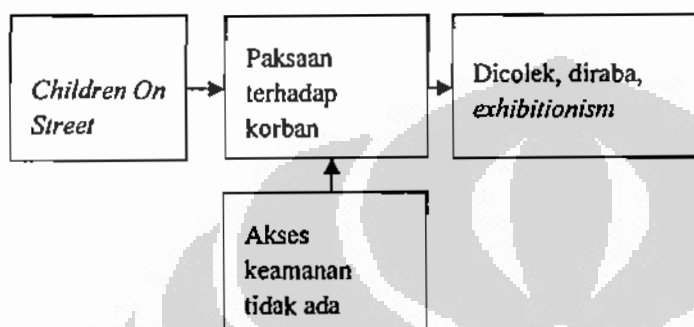 Children On
Street
Paksaan
terhadap
korban
Dicolek, diraba,
exhibitionism
Akses
keamanan
tidak ada